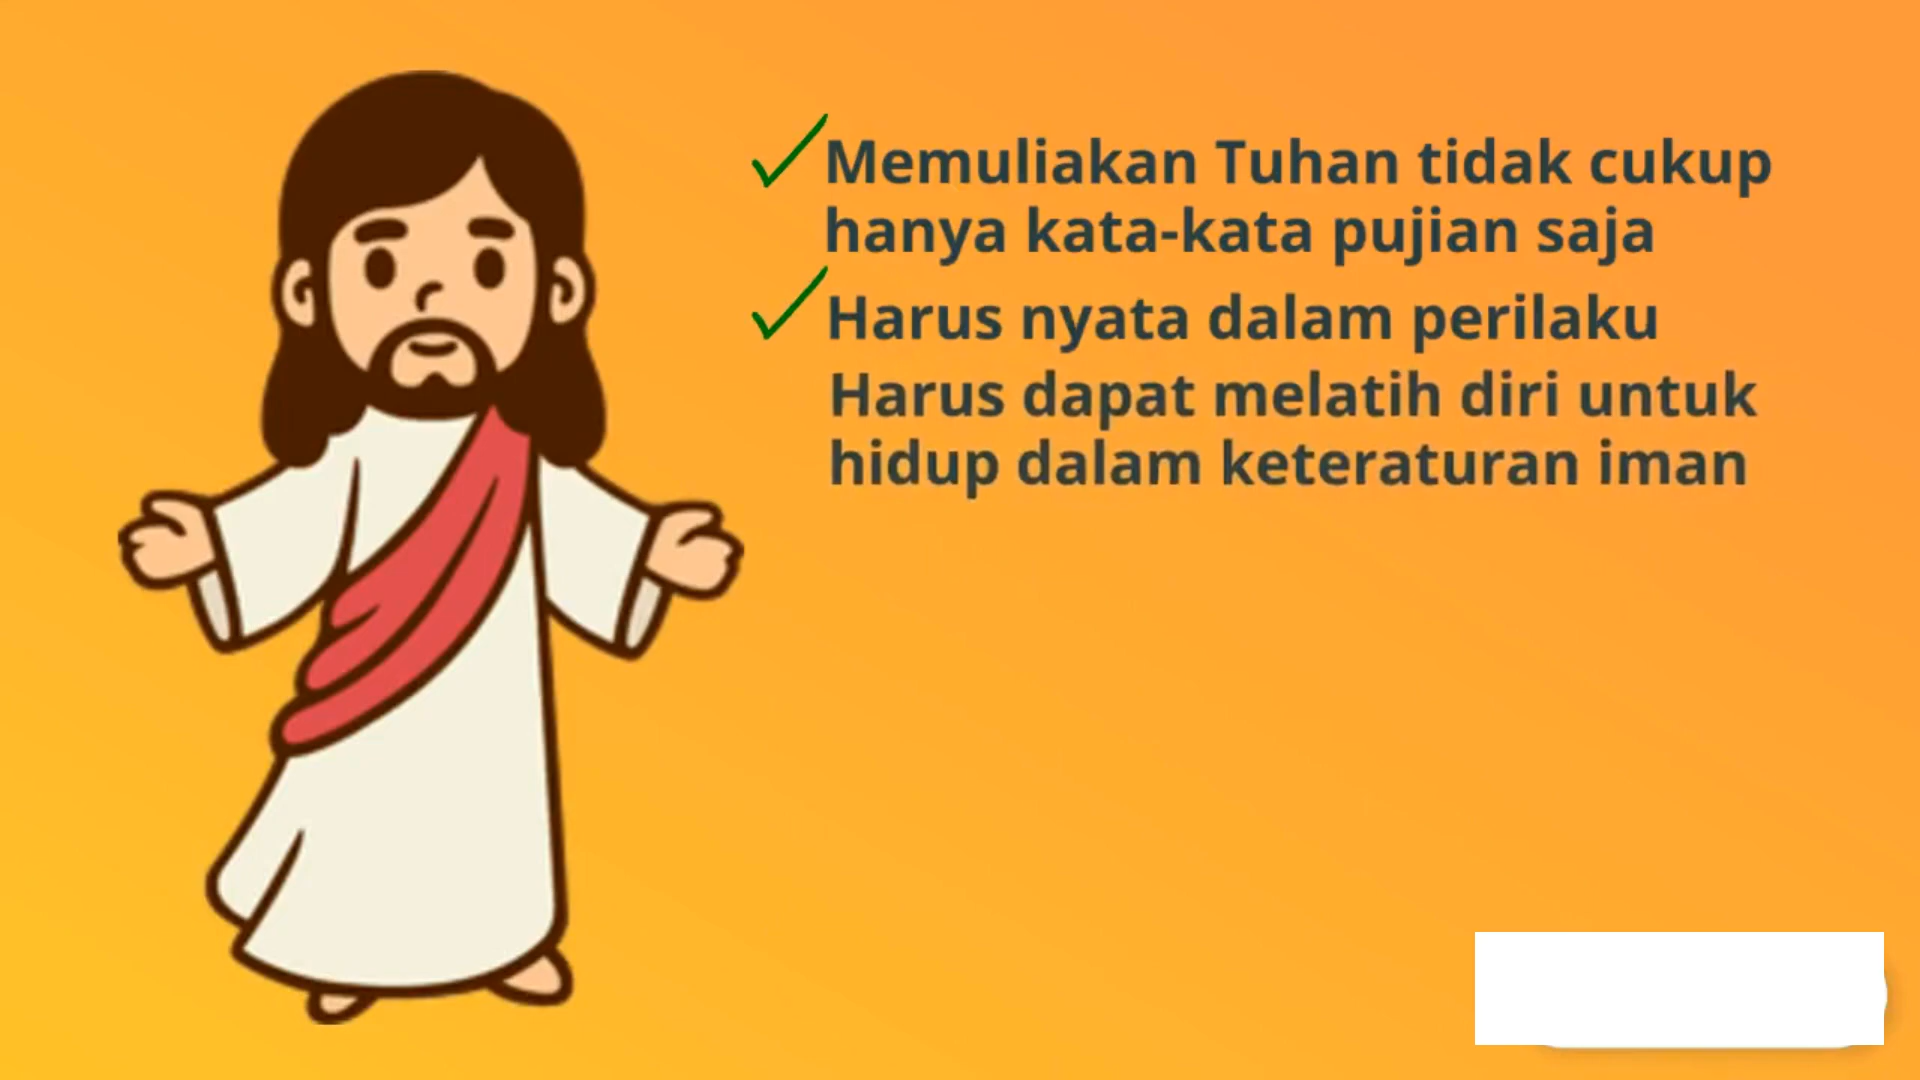 Memuliakan Tuhan tidak cukup
hanya kata-kata pujian saja
Harus nyata dalam perilaku
Harus dapat melatih diri untuk
hidup dalam keteraturan iman